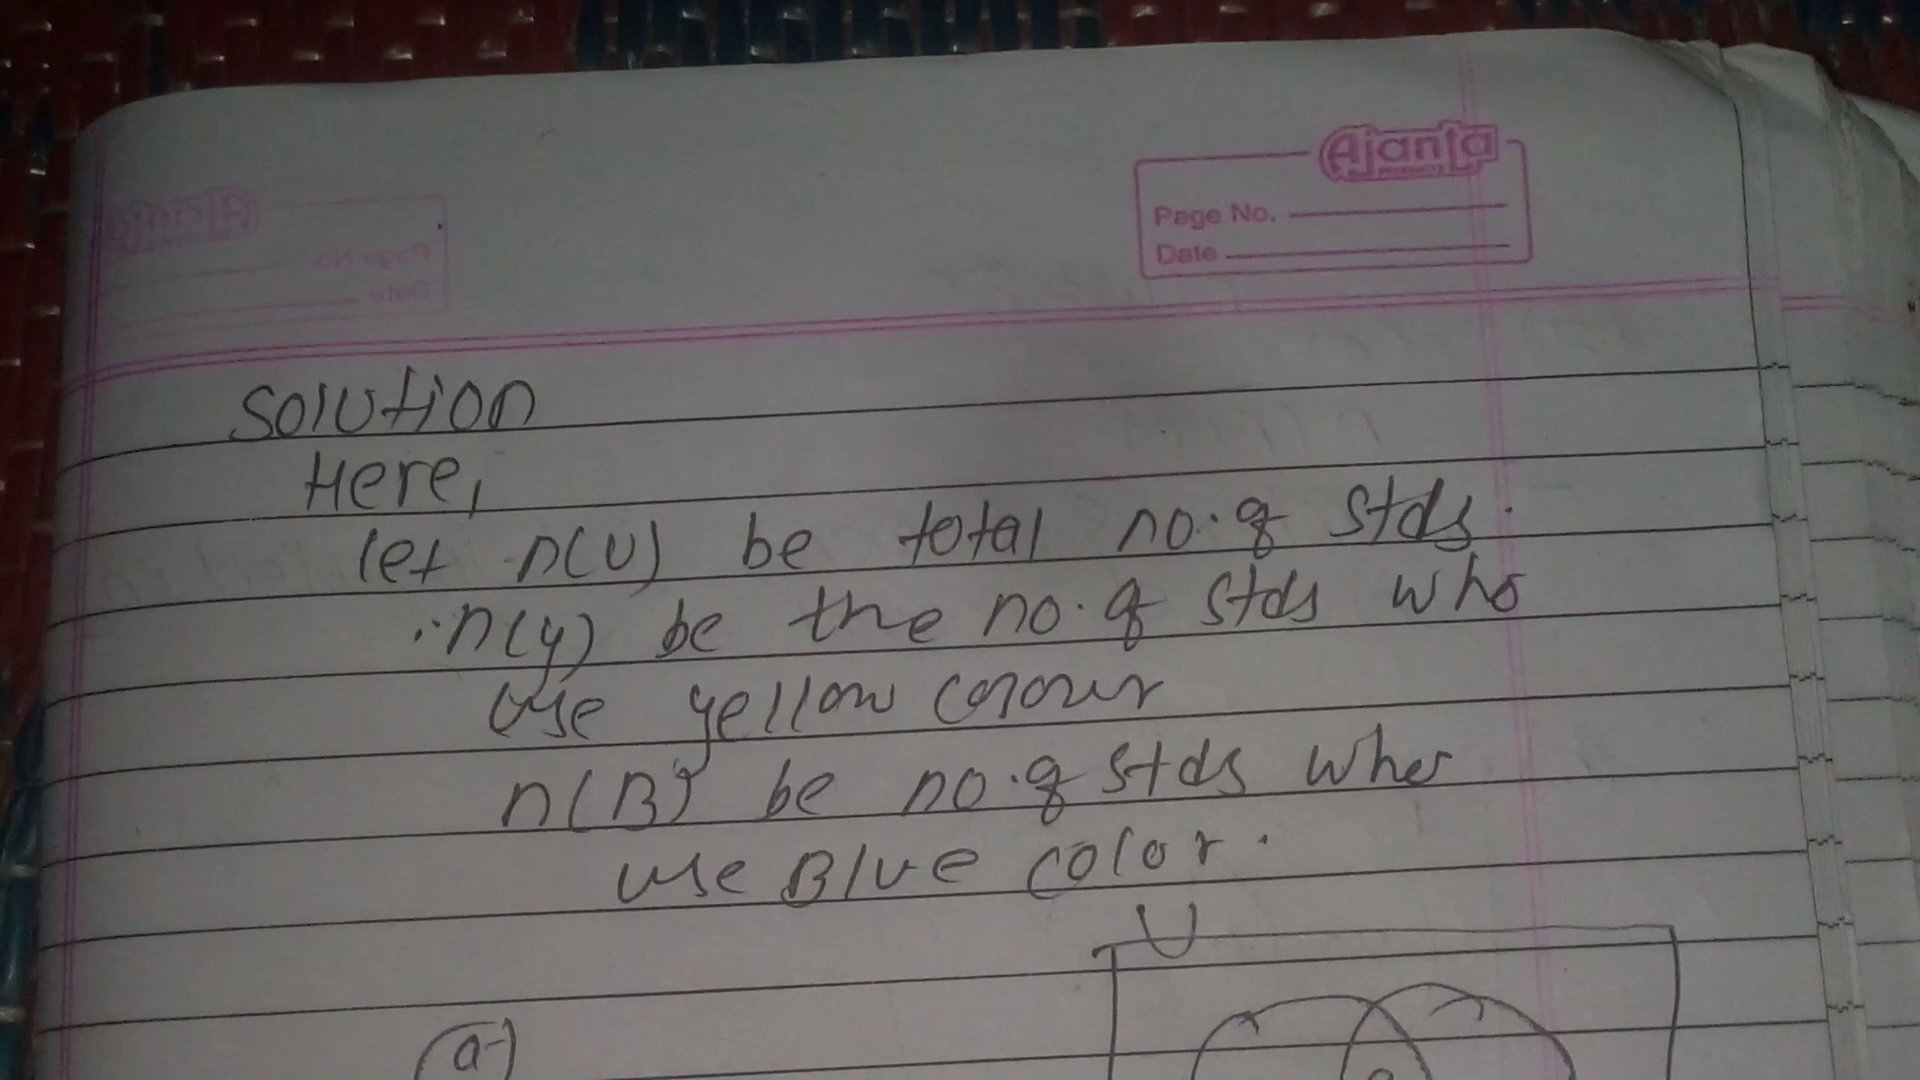 Ajanta
PRODUCTS
Page No.
Date
Solution
Here,
let n(U) be total no. of stds.
∴ n(y) be the no. of stds who
use yellow colour
n(B) be no. of stds who
use Blue color.
U
a)